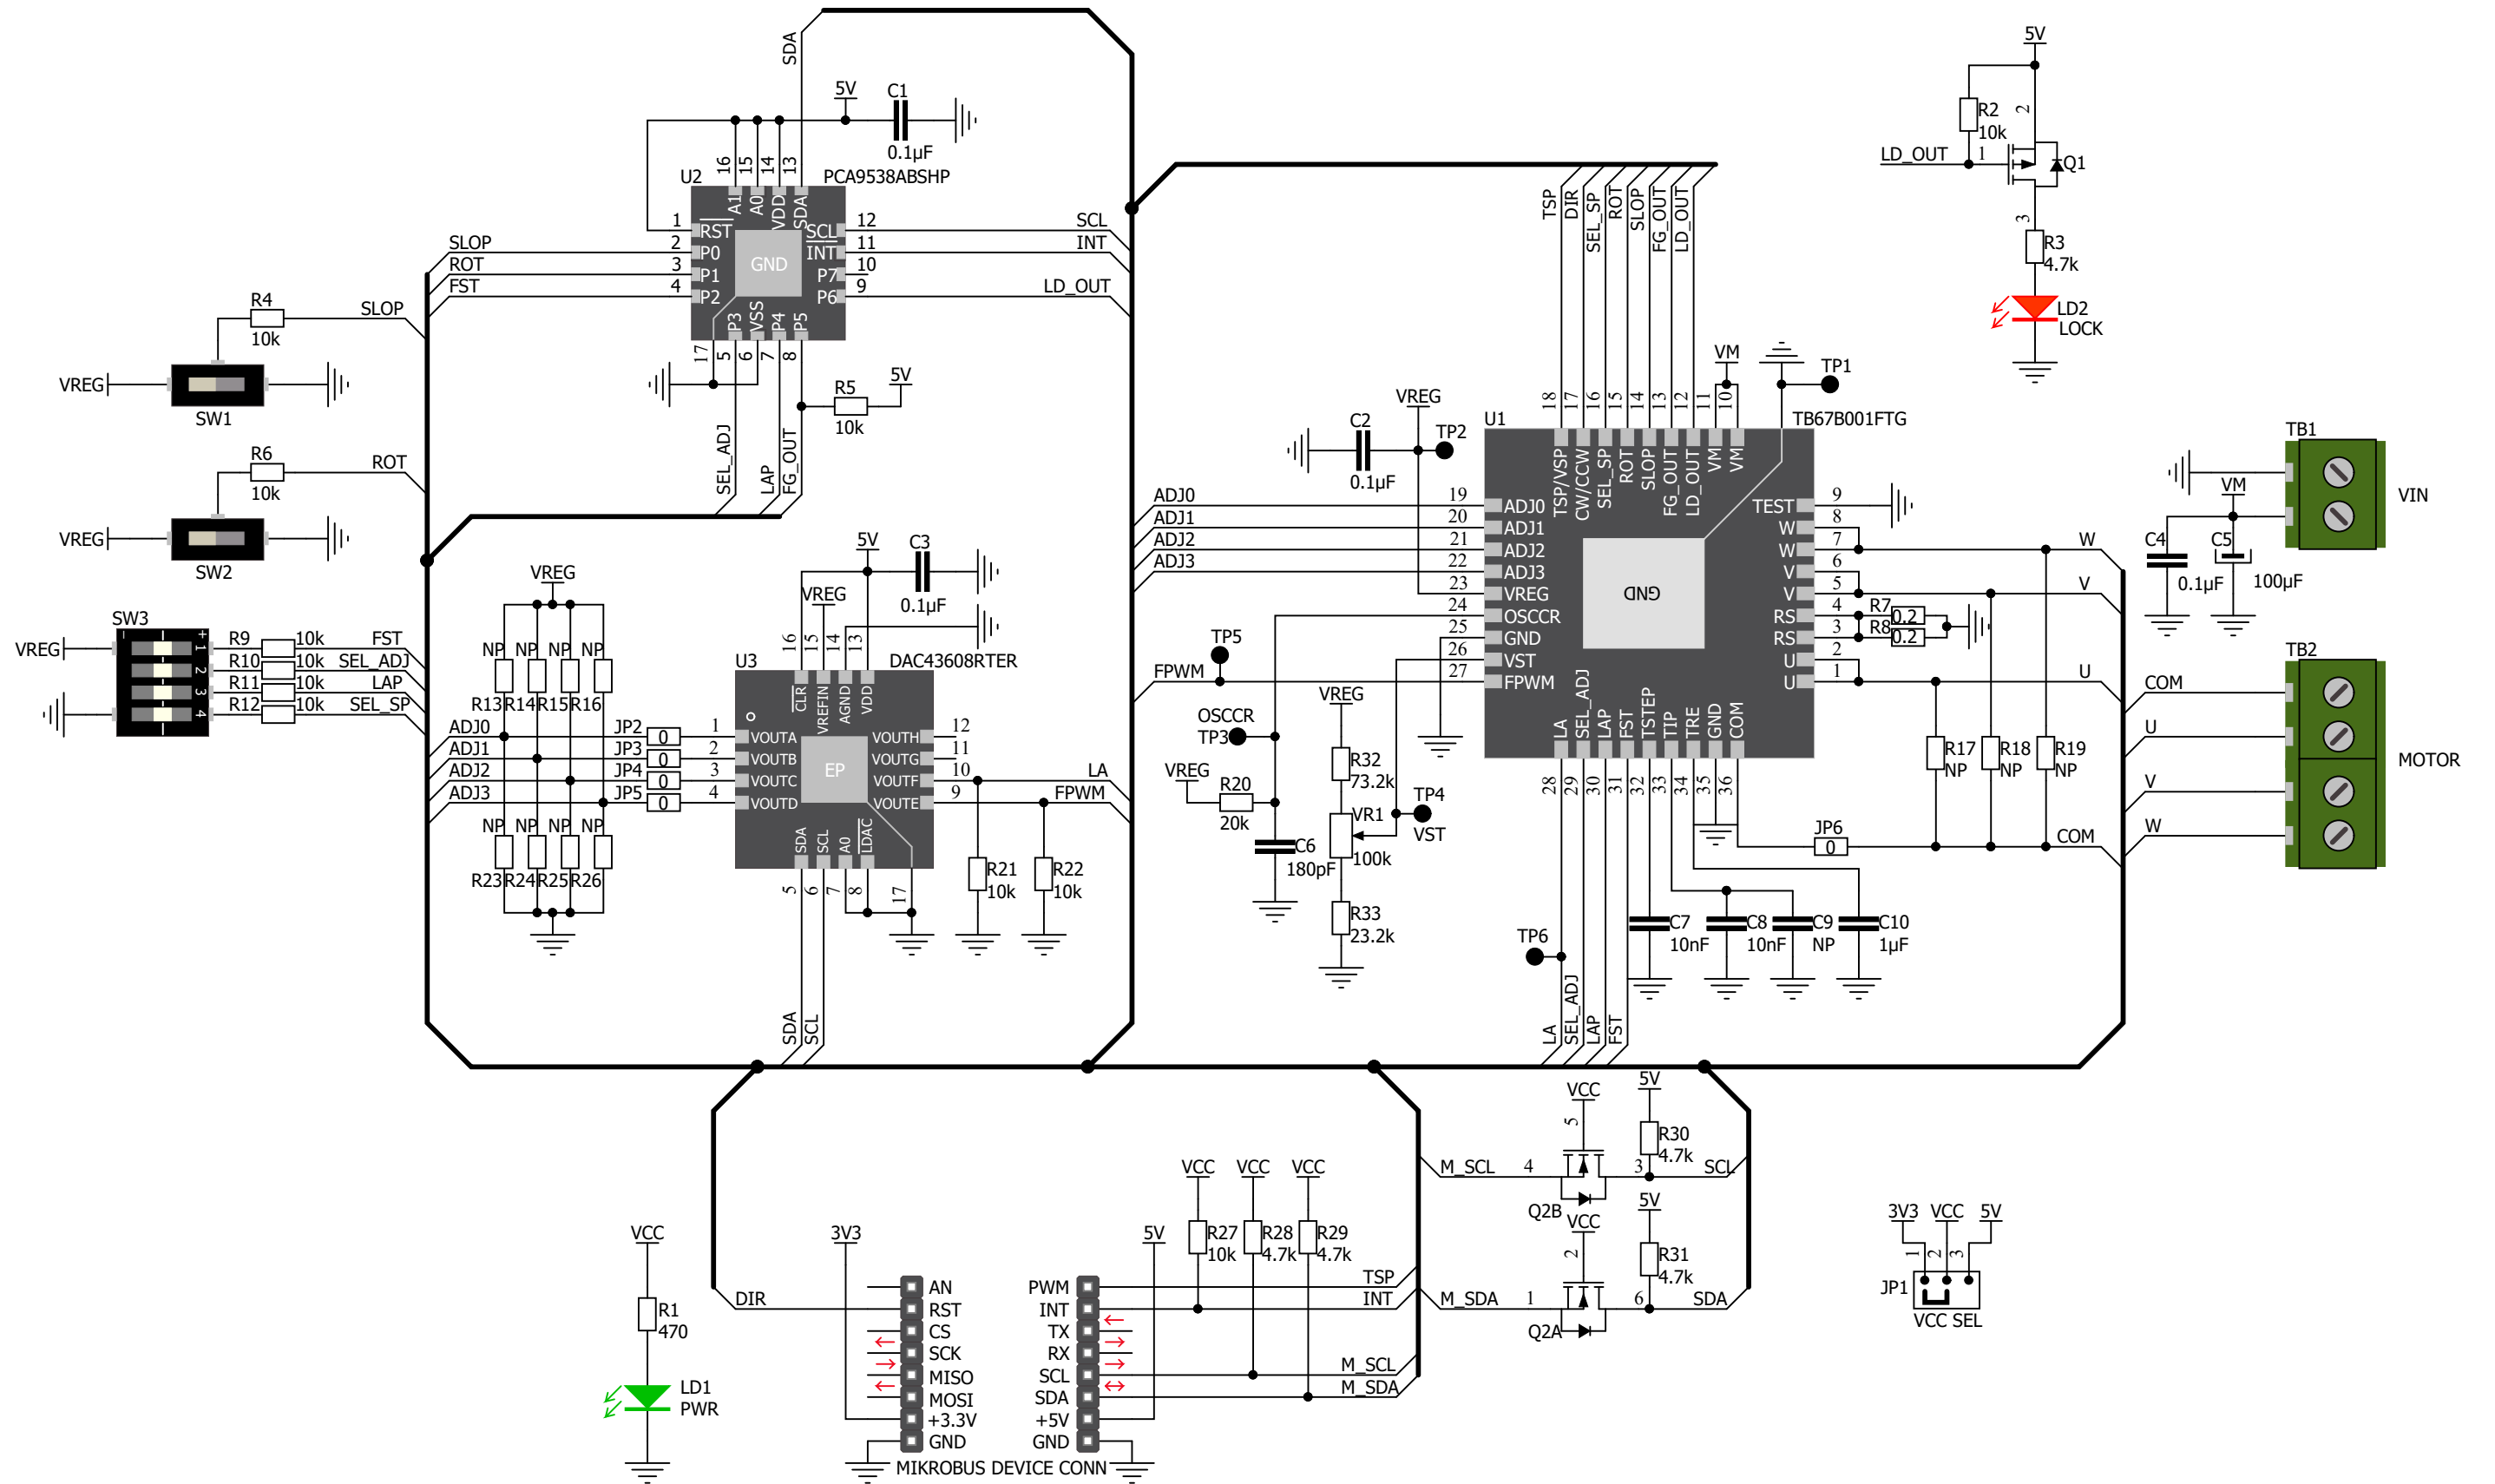 SDA
5V
C1
0.1µF
16
15
14
13
U2
PCA9538ABSHP
A1
A0
VDD
SDA
1
RST
SCL
12
SCL
SLOP
2
P0
INT
11
INT
ROT
3
P1
P7
10
FST
4
P2
P6
9
LD_OUT
GND
P3
VSS
P4
P5
17
5
6
7
8
SEL_ADJ
LAP
FG_OUT
R5
10k
5V
R4
10k
SLOP
VREG
SW1
R6
10k
ROT
VREG
SW2
SW3
VREG
- +
1
2
3
4
R9 10k FST
R10 10k SEL_ADJ
R11 10k LAP
R12 10k SEL_SP
VREG
NP NP NP NP
R13 R14 R15 R16
ADJ0 JP2 0 1
ADJ1 JP3 0 2
ADJ2 JP4 0 3
ADJ3 JP5 0 4
NP NP NP NP
R23 R24 R25 R26
5V
C3
0.1µF
VREG
16
15
14
13
U3
DAC43608RTER
CLR
VREFIN
AGND
VDD
VOUTA
VOUTB
VOUTC
VOUTD
EP
VOUTH
VOUTG
VOUTF
VOUTE
12
11
10
9
LA
FPWM
SDA
SCL
A0
LDAC
5
6
7
8
17
R21
10k
R22
10k
SDA
SCL
TSP
DIR
SEL_SP
ROT
SLOP
FG_OUT
LD_OUT
VM
TP1
18
17
16
15
14
13
12
11
10
U1
TB67B001FTG
VREG
C2
0.1µF
TP2
TSP/VSP
CW/CCW
SEL_SP
ROT
SLOP
FG_OUT
LD_OUT
VM
VM
ADJ0 19 ADJ0
ADJ1 20 ADJ1
ADJ2 21 ADJ2
ADJ3 22 ADJ3
23 VREG
24 OSCCR
25 GND
26 VST
FPWM 27 FPWM
TP5
GND
TEST 9
W 8
W 7
V 6
V 5
RS 4
RS 3
U 2
U 1
R7 0.2
R8 0.2
W
V
U
LA
SEL_ADJ
LAP
FST
TSTEP
TIP
TRE
GND
COM
28
29
30
31
32
33
34
35
36
OSCCR
TP3
VREG
R20
20k
C6
180pF
VREG
R32
73.2k
VR1
100k
R33
23.2k
TP4
VST
TP6
LA
SEL_ADJ
LAP
FST
JP6
0
COM
R17
NP
R18
NP
R19
NP
C7
10nF
C8
10nF
C9
NP
C10
1µF
5V
R2
10k
2
LD_OUT
1
Q1
3
R3
4.7k
LD2
LOCK
TB1
VIN
VM
C4
0.1µF
C5
100µF
TB2
COM
U
V
W
MOTOR
VCC
5
M_SCL
4
3
5V
R30
4.7k
SCL
Q2B
VCC
2
M_SDA
1
6
5V
R31
4.7k
SDA
Q2A
3V3 VCC 5V
1
2
3
JP1
VCC SEL
VCC
R1
470
LD1
PWR
DIR
3V3
AN
RST
CS
SCK
MISO
MOSI
+3.3V
GND
PWM
INT
TX
RX
SCL
SDA
+5V
GND
MIKROBUS DEVICE CONN
5V
VCC VCC VCC
R27
10k
R28
4.7k
R29
4.7k
TSP
INT
M_SCL
M_SDA